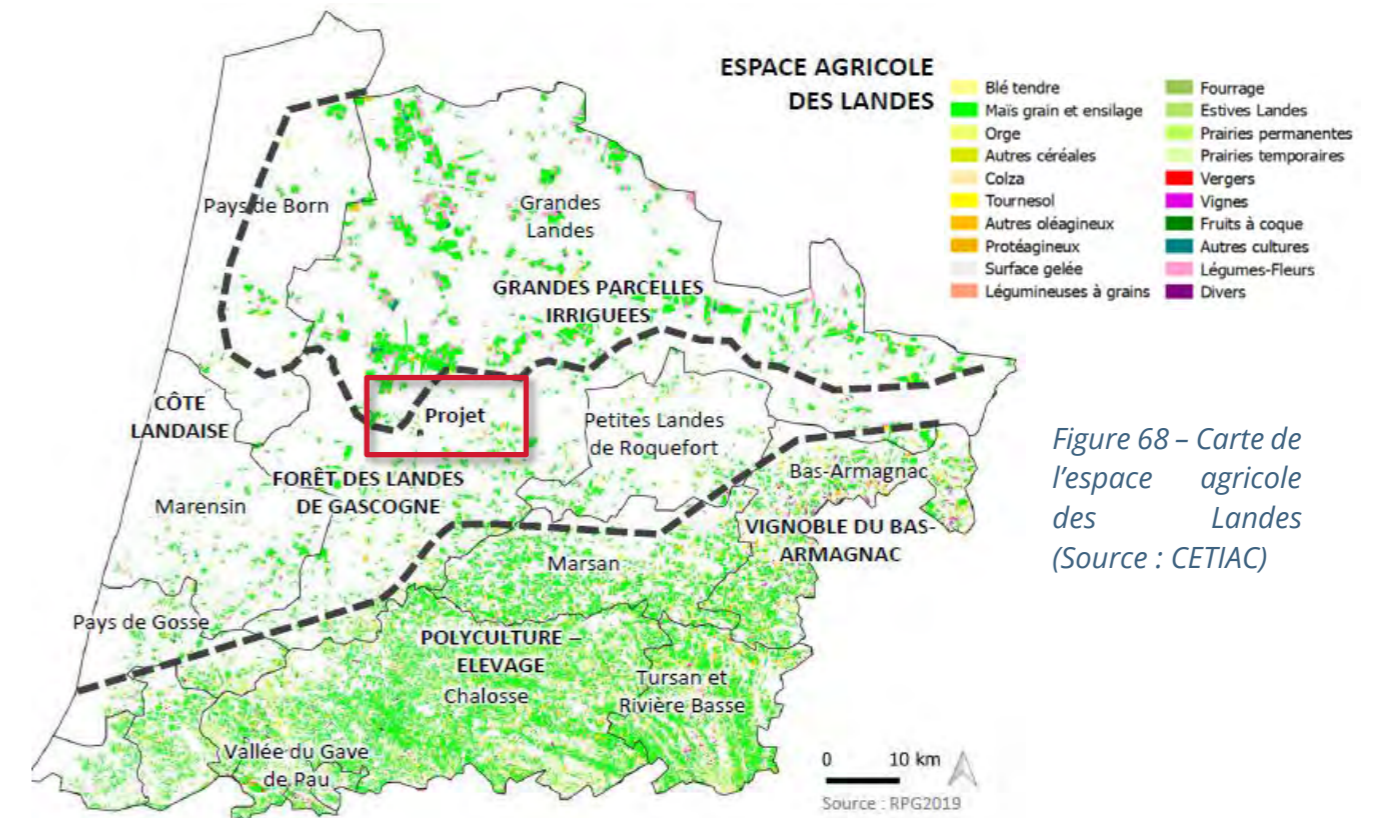 ESPACE AGRICOLE
DES LANDES
Blé tendre
Maïs grain et ensilage
Orge
Autres céréales
Colza
Tournesol
Autres oléagineux
Protéagineux
Surface gelée
Légumineuses à grains
Fourrage
Estives Landes
Prairies permanentes
Prairies temporaires
Vergers
Vignes
Fruits à coque
Autres cultures
Légumes-Fleurs
Divers
Pays de Born
Grandes
Landes
GRANDES PARCELLES
IRRIGUEES
CÔTE
LANDAISE
Projet
Petites Landes
de Roquefort
FORÊT DES LANDES
DE GASCOGNE
Marensin
Bas-Armagnac
VIGNOBLE DU BAS-
ARMAGNAC
Marsan
Pays de Gosse
POLYCULTURE –
ELEVAGE
Chalosse
Tursan et
Rivière Basse
Vallée du Gave
de Pau
0 10 km
Source : RPG2019
Figure 68 – Carte de
l'espace agricole
des Landes
(Source : CETIAC)